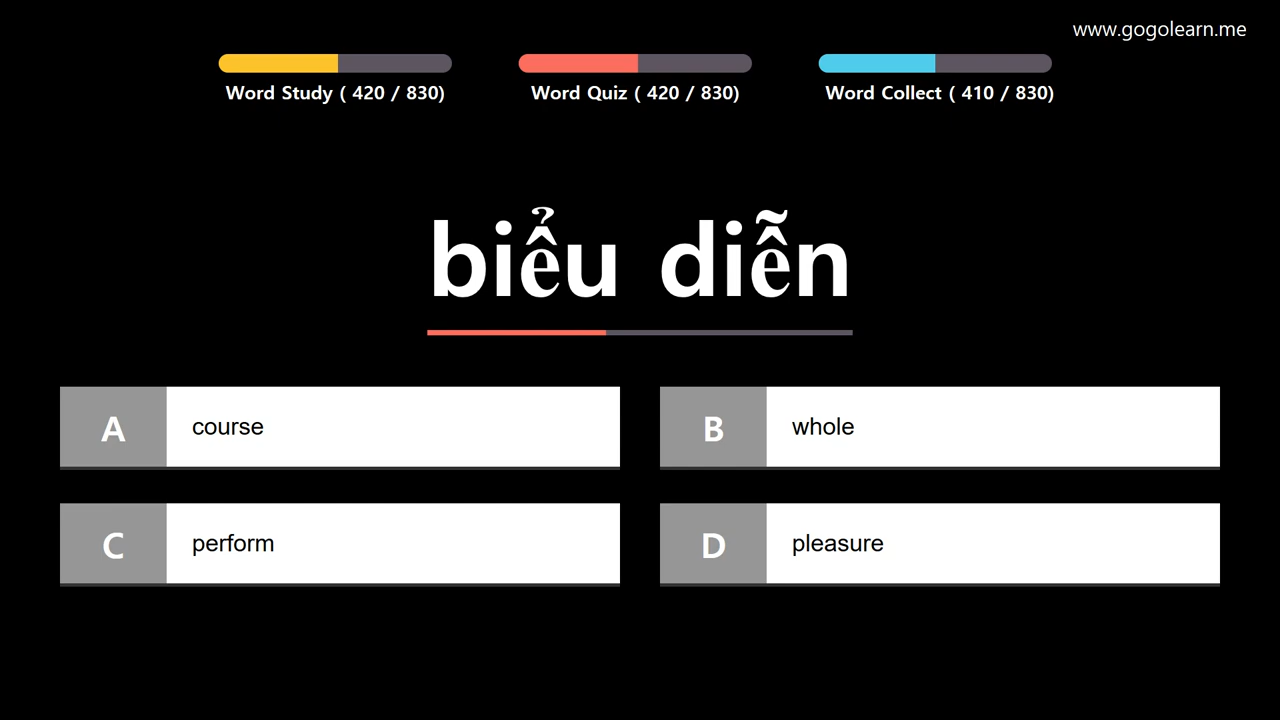 www.gogolearn.me
Word Study ( 420 / 830)
Word Quiz ( 420 / 830)
Word Collect ( 410 / 830)
biểu diễn
A course
B whole
C perform
D pleasure